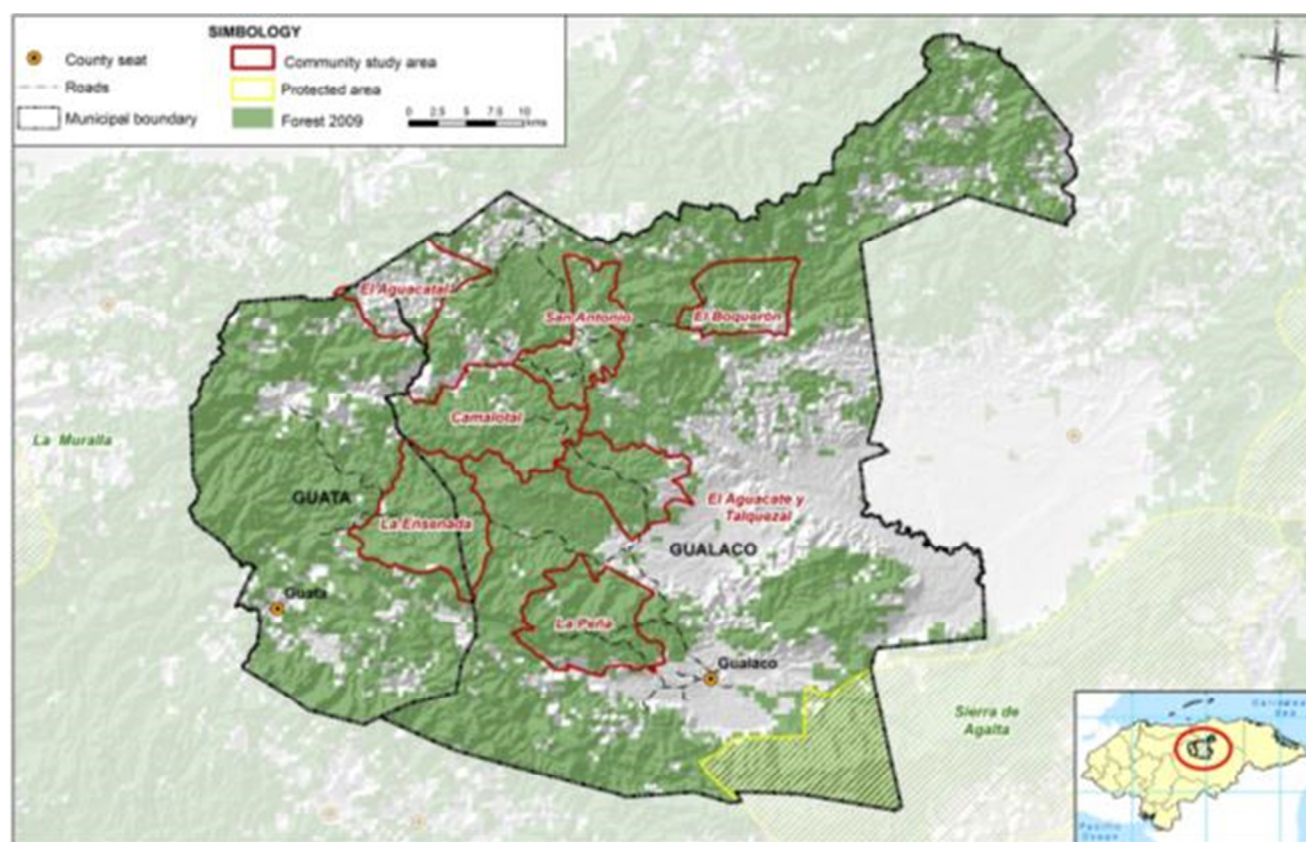 SIMBOLOGY
County seat
Roads
Municipal boundary
Community study area
Protected area
Forest 2009
0 2.5 5 7.5 10
kms
El Aguacatal
San Antonio
El Boquerón
Camalotal
La Muralla
GUATA
La Ensenada
El Aguacate y
Talquezal
GUALACO
Guata
La Peña
Gualaco
Sierra de
Agalta
Sea
Pacific